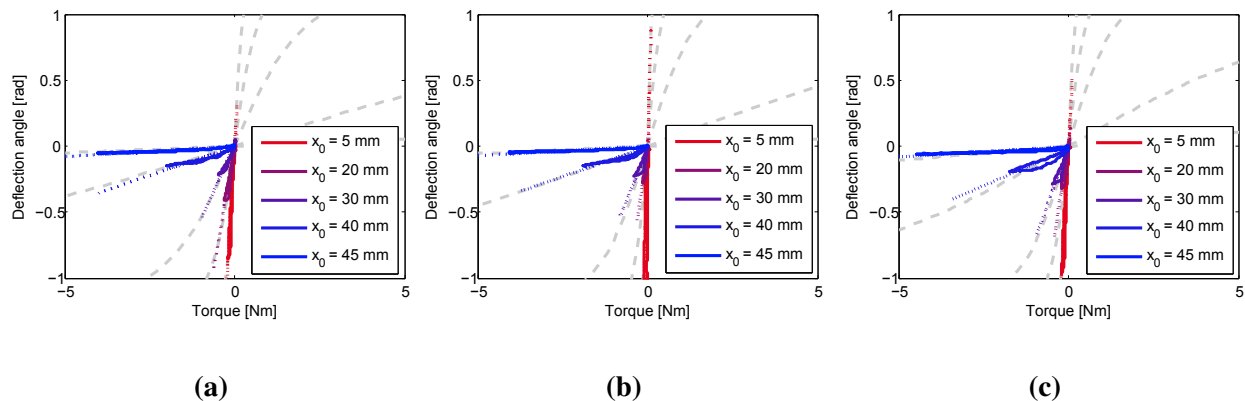 1
0.5
0
−0.5
−1
−5
0
5
Deflection angle [rad]
Torque [Nm]
x0 = 5 mm
x0 = 20 mm
x0 = 30 mm
x0 = 40 mm
x0 = 45 mm
(a)
1
0.5
0
−0.5
−1
−5
0
5
Deflection angle [rad]
Torque [Nm]
x0 = 5 mm
x0 = 20 mm
x0 = 30 mm
x0 = 40 mm
x0 = 45 mm
(b)
1
0.5
0
−0.5
−1
−5
0
5
Deflection angle [rad]
Torque [Nm]
x0 = 5 mm
x0 = 20 mm
x0 = 30 mm
x0 = 40 mm
x0 = 45 mm
(c)